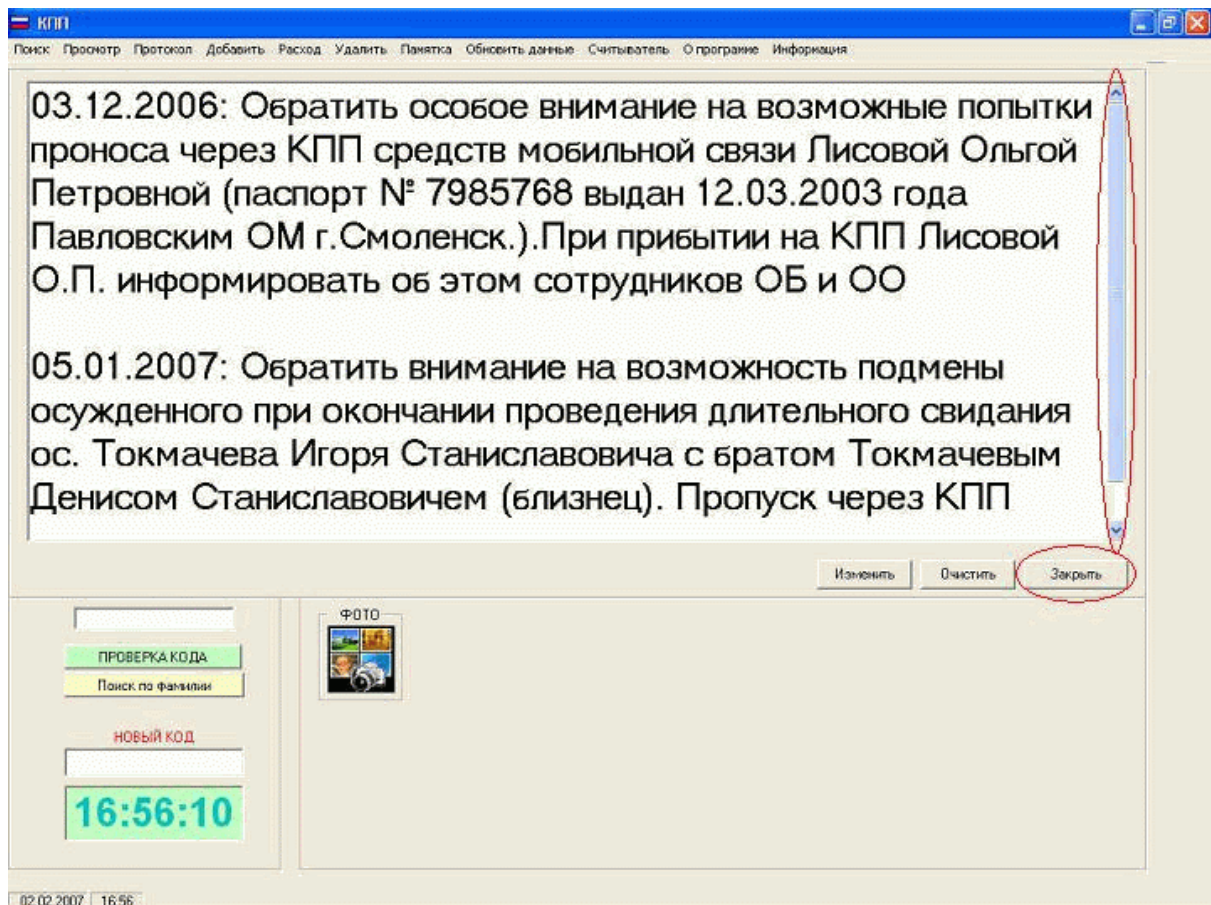 КПП
Поиск Просмотр Протокол Добавить Расход Удалить Памятка Обновить данные Считыватель О програме Информация
03.12.2006: Обратить особое внимание на возможные попытки
проноса через КПП средств мобильной связи Лисовой Ольгой
Петровной (паспорт № 7985768 выдан 12.03.2003 года
Павловским ОМ г.Смоленск.).При прибытии на КПП Лисовой
О.П. информировать об этом сотрудников ОБ и ОО
05.01.2007: Обратить внимание на возможность подмены
осужденного при окончании проведения длительного свидания
ос. Токмачева Игоря Станиславовича с братом Токмачевым
Денисом Станиславовичем (близнец). Пропуск через КПП
Изменить Очистить Закрыть
ФОТО
ПРОВЕРКА КОДА
Поиск по фамилии
НОВЫЙ КОД
16:56:10
02.02.2007 16:56